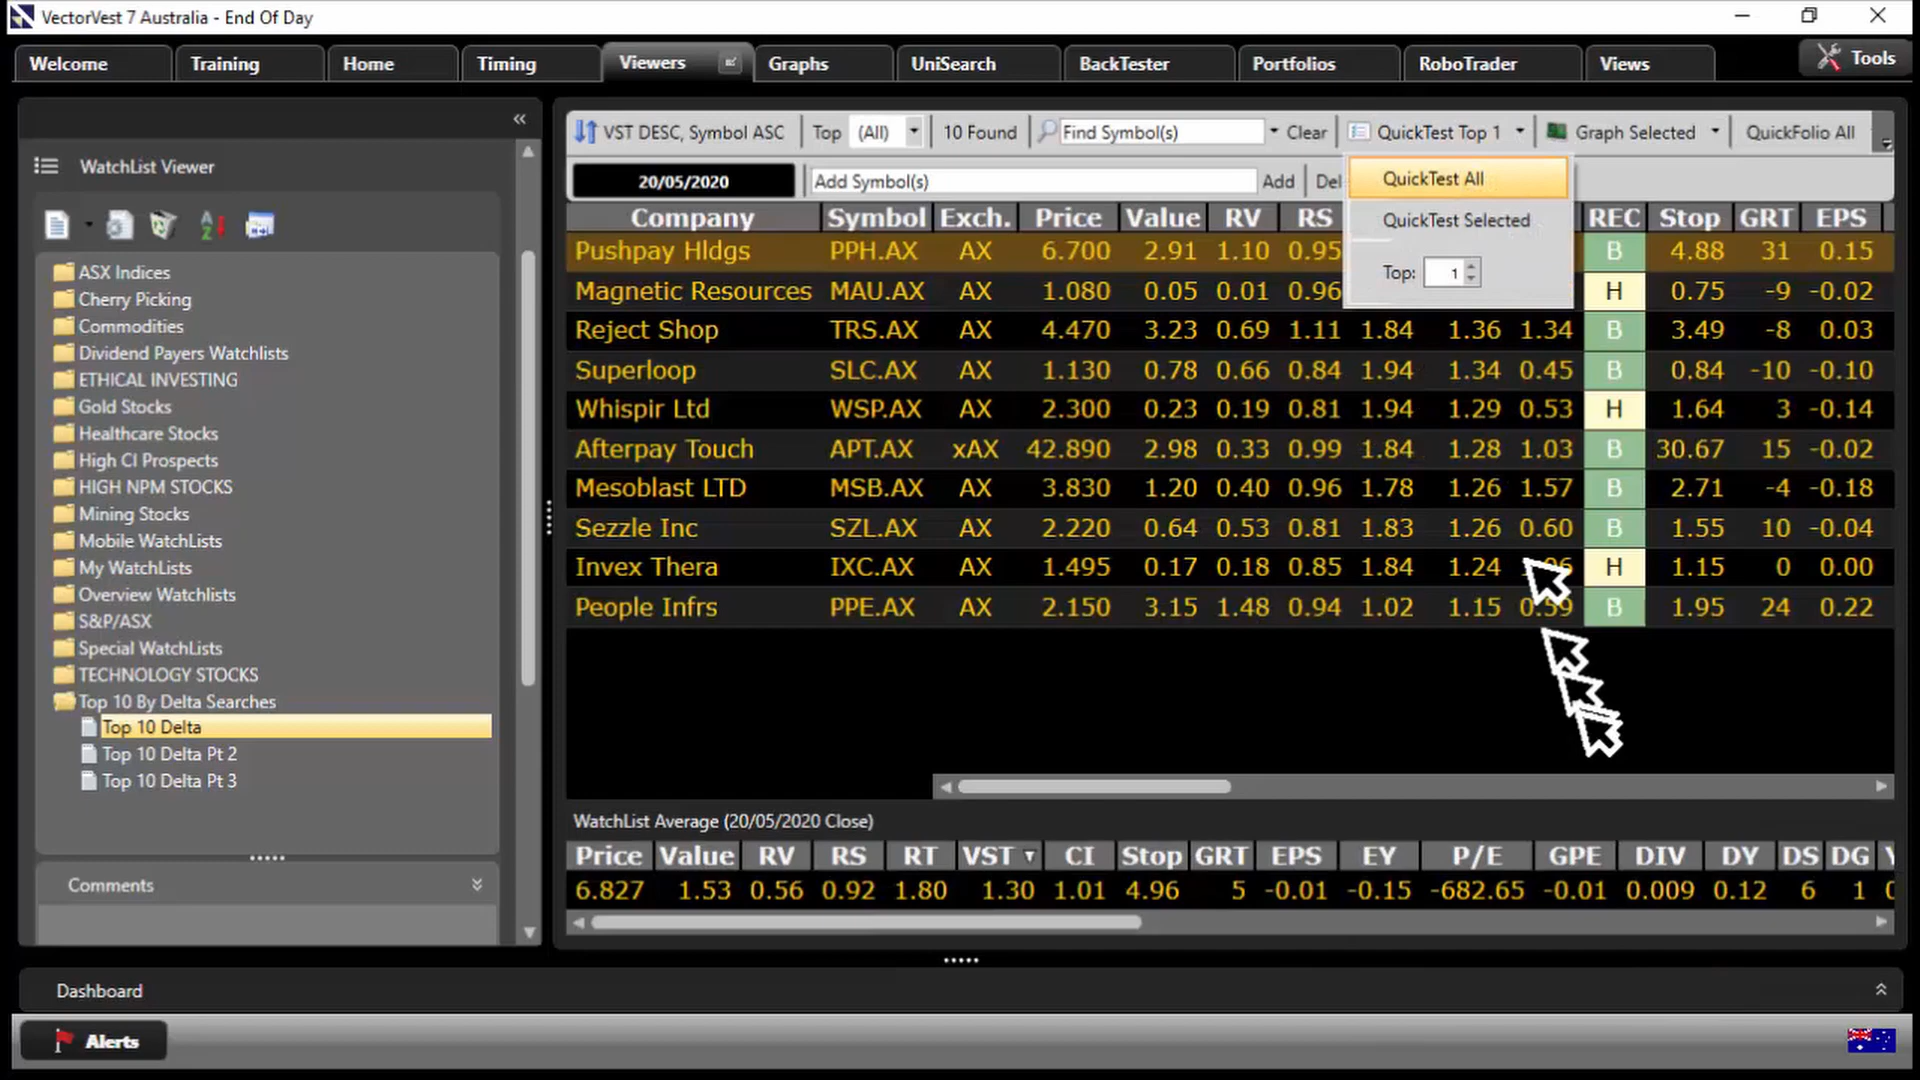 VectorVest 7 Australia - End Of Day
Welcome
Training
Home
Timing
Viewers
Graphs
UniSearch
BackTester
Portfolios
RoboTrader
Views
Tools
WatchList Viewer
ASX Indices
Cherry Picking
Commodities
Dividend Payers Watchlists
ETHICAL INVESTING
Gold Stocks
Healthcare Stocks
High CI Prospects
HIGH NPM STOCKS
Mining Stocks
Mobile WatchLists
My WatchLists
Overview Watchlists
S&P/ASX
Special WatchLists
TECHNOLOGY STOCKS
Top 10 By Delta Searches
Top 10 Delta
Top 10 Delta Pt 2
Top 10 Delta Pt 3
Comments
VST DESC, Symbol ASC Top (All) 10 Found Find Symbol(s) Clear QuickTest Top 1 Graph Selected QuickFolio All
20/05/2020 Add Symbol(s) Add Del
QuickTest All
QuickTest Selected
Top: 1
Company Symbol Exch. Price Value RV RS REC Stop GRT EPS
Pushpay Hldgs PPH.AX AX 6.700 2.91 1.10 0.95 B 4.88 31 0.15
Magnetic Resources MAU.AX AX 1.080 0.05 0.01 0.96 H 0.75 -9 -0.02
Reject Shop TRS.AX AX 4.470 3.23 0.69 1.11 1.84 1.36 1.34 B 3.49 -8 0.03
Superloop SLC.AX AX 1.130 0.78 0.66 0.84 1.94 1.34 0.45 B 0.84 -10 -0.10
Whispir Ltd WSP.AX AX 2.300 0.23 0.19 0.81 1.94 1.29 0.53 H 1.64 3 -0.14
Afterpay Touch APT.AX xAX 42.890 2.98 0.33 0.99 1.84 1.28 1.03 B 30.67 15 -0.02
Mesoblast LTD MSB.AX AX 3.830 1.20 0.40 0.96 1.78 1.26 1.57 B 2.71 -4 -0.18
Sezzle Inc SZL.AX AX 2.220 0.64 0.53 0.81 1.83 1.26 0.60 B 1.55 10 -0.04
Invex Thera IXC.AX AX 1.495 0.17 0.18 0.85 1.84 1.24 H 1.15 0 0.00
People Infrs PPE.AX AX 2.150 3.15 1.48 0.94 1.02 1.15 0.59 B 1.95 24 0.22
WatchList Average (20/05/2020 Close)
Price Value RV RS RT VST CI Stop GRT EPS EY P/E GPE DIV DY DS DG
6.827 1.53 0.56 0.92 1.80 1.30 1.01 4.96 5 -0.01 -0.15 -682.65 -0.01 0.009 0.12 6 1
Dashboard
Alerts